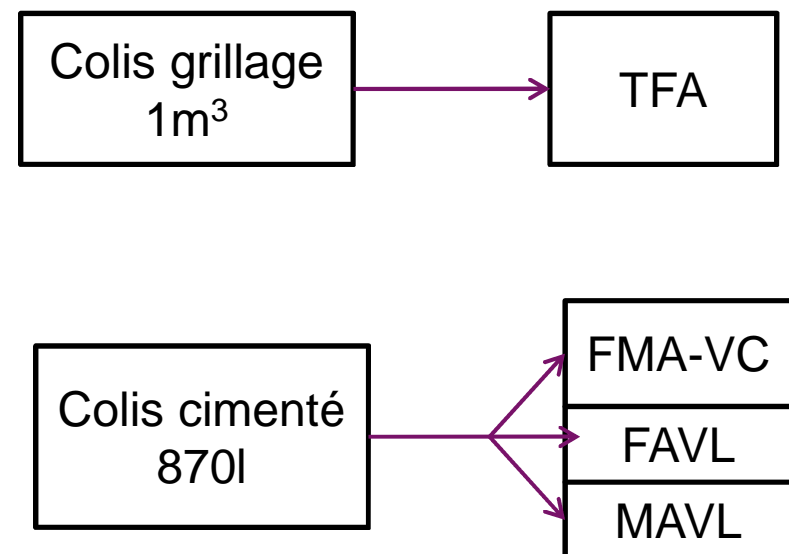 Colis grillage
1m³
TFA
FMA-VC
Colis cimenté
870l
FAVL
MAVL